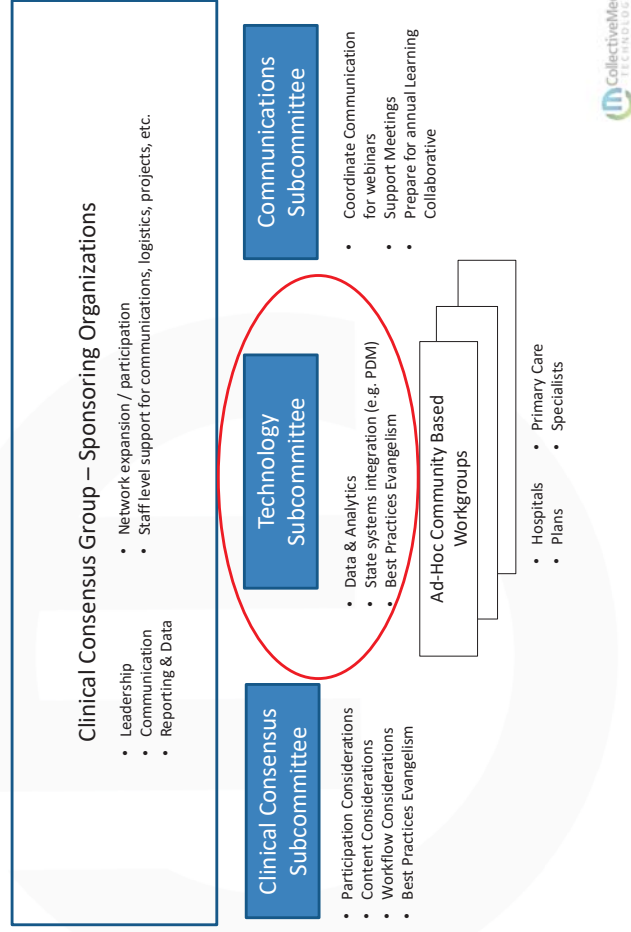 Clinical Consensus Group – Sponsoring Organizations
• Leadership
• Communication
• Reporting & Data
• Network expansion / participation
• Staff level support for communications, logistics, projects, etc.
Clinical Consensus
Subcommittee
• Participation Considerations
• Content Considerations
• Workflow Considerations
• Best Practices Evangelism
Technology
Subcommittee
• Data & Analytics
• State systems integration (e.g. PDM)
• Best Practices Evangelism
Communications
Subcommittee
• Coordinate Communication
for webinars
• Support Meetings
• Prepare for annual Learning
Collaborative
Ad-Hoc Community Based
Workgroups
• Hospitals
• Plans
• Primary Care
• Specialists